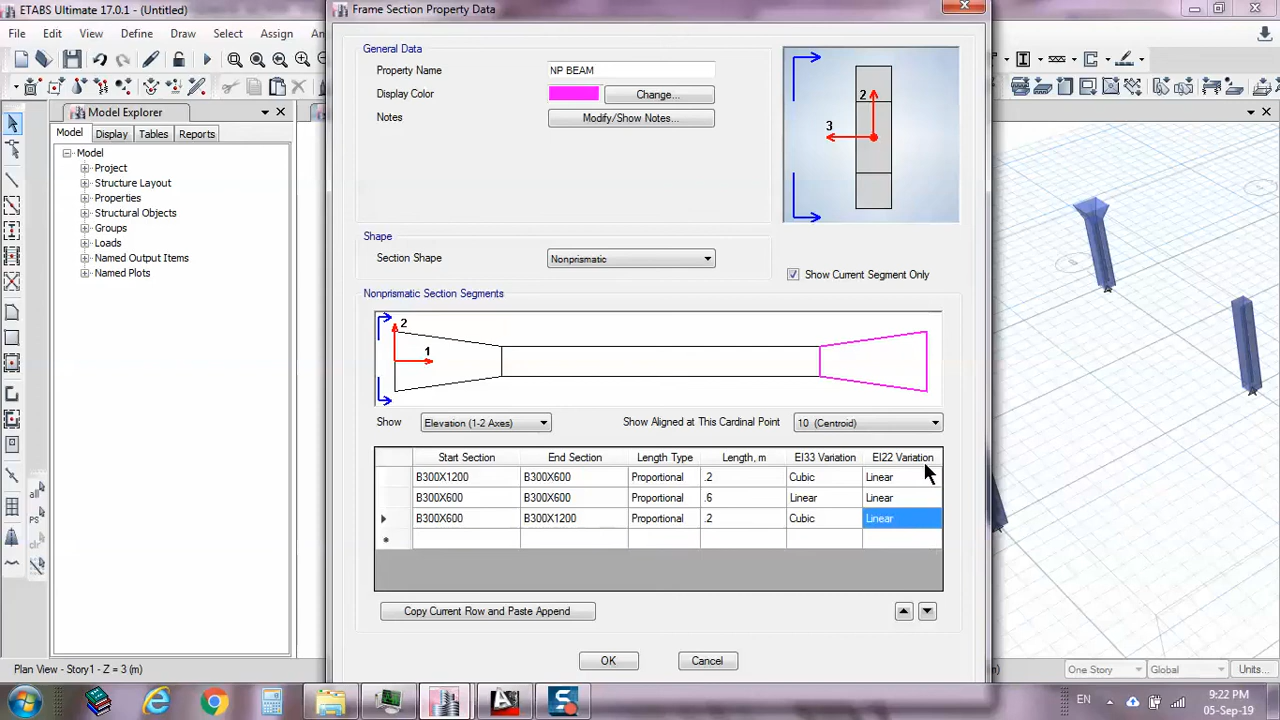 ETABS Ultimate 17.0.1 - (Untitled)
Frame Section Property Data
File Edit View Define Draw Select Assign
General Data
Property Name NP BEAM
Display Color Change...
Notes Modify/Show Notes...
2
3
Model Explorer
Model Display Tables Reports
Model
Project
Structure Layout
Properties
Structural Objects
Groups
Loads
Named Output Items
Named Plots
Shape
Section Shape Nonprismatic
Show Current Segment Only
Nonprismatic Section Segments
2
1
Show Elevation (1-2 Axes) Show Aligned at This Cardinal Point 10 (Centroid)
Start Section End Section Length Type Length, m EI33 Variation EI22 Variation
B300X1200 B300X600 Proportional .2 Cubic Linear
B300X600 B300X600 Proportional .6 Linear Linear
B300X600 B300X1200 Proportional .2 Cubic Linear
*
all
PS
clr
Copy Current Row and Paste Append
OK Cancel
Plan View - Story1 - Z = 3 (m)
One Story Global Units...
EN 9:22 PM
05-Sep-19